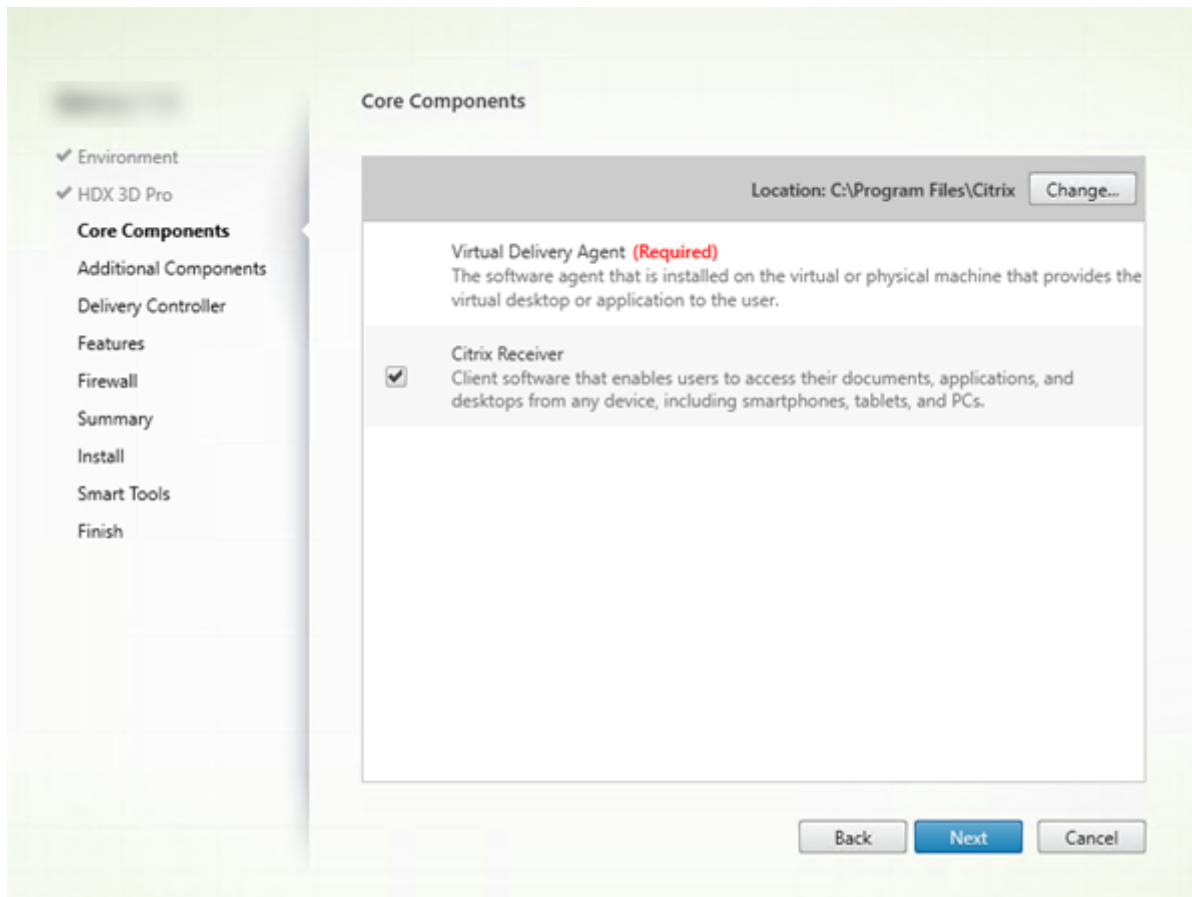 Core Components
Environment
HDX 3D Pro
Core Components
Additional Components
Delivery Controller
Features
Firewall
Summary
Install
Smart Tools
Finish
Location: C:\Program Files\Citrix
Change...
Virtual Delivery Agent (Required)
The software agent that is installed on the virtual or physical machine that provides the
virtual desktop or application to the user.
Citrix Receiver
Client software that enables users to access their documents, applications, and
desktops from any device, including smartphones, tablets, and PCs.
Back
Next
Cancel